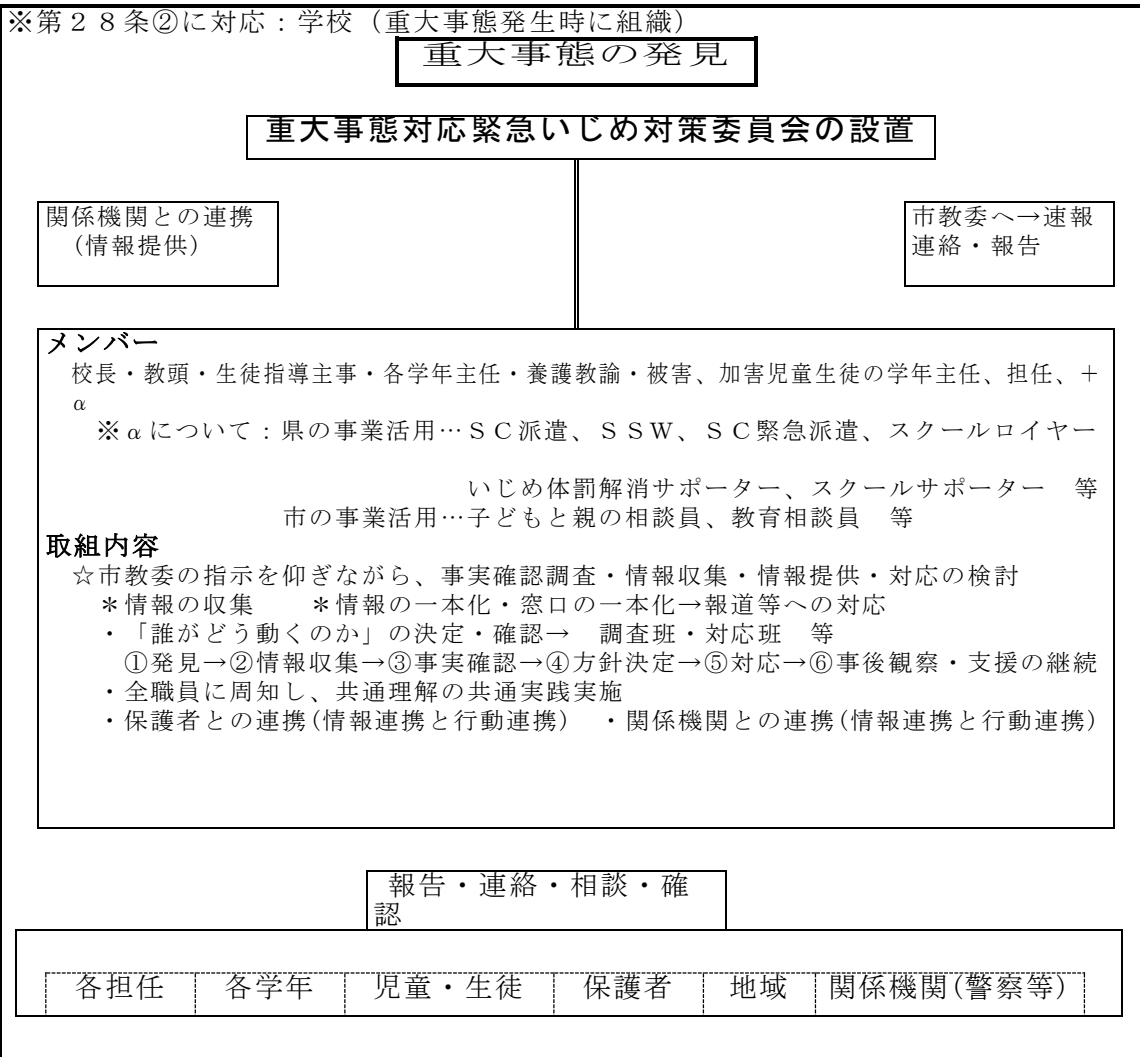 ※第２８条②に対応：学校（重大事態発生時に組織）
重大事態の発見
重大事態対応緊急いじめ対策委員会の設置
関係機関との連携
（情報提供）
市教委へ→速報
連絡・報告
メンバー
校長・教頭・生徒指導主事・各学年主任・養護教諭・被害、加害児童生徒の学年主任、担任、＋
α
※αについて：県の事業活用…ＳＣ派遣、ＳＳＷ、ＳＣ緊急派遣、スクールロイヤー
いじめ体罰解消サポーター、スクールサポーター　等
市の事業活用…子どもと親の相談員、教育相談員　等
取組内容
☆市教委の指示を仰ぎながら、事実確認調査・情報収集・情報提供・対応の検討
＊情報の収集　　＊情報の一本化・窓口の一本化→報道等への対応
・「誰がどう動くのか」の決定・確認→　調査班・対応班　等
①発見→②情報収集→③事実確認→④方針決定→⑤対応→⑥事後観察・支援の継続
・全職員に周知し、共通理解の共通実践実施
・保護者との連携(情報連携と行動連携）　・関係機関との連携(情報連携と行動連携）
報告・連絡・相談・確
認
各担任　各学年　児童・生徒　保護者　地域　関係機関(警察等）